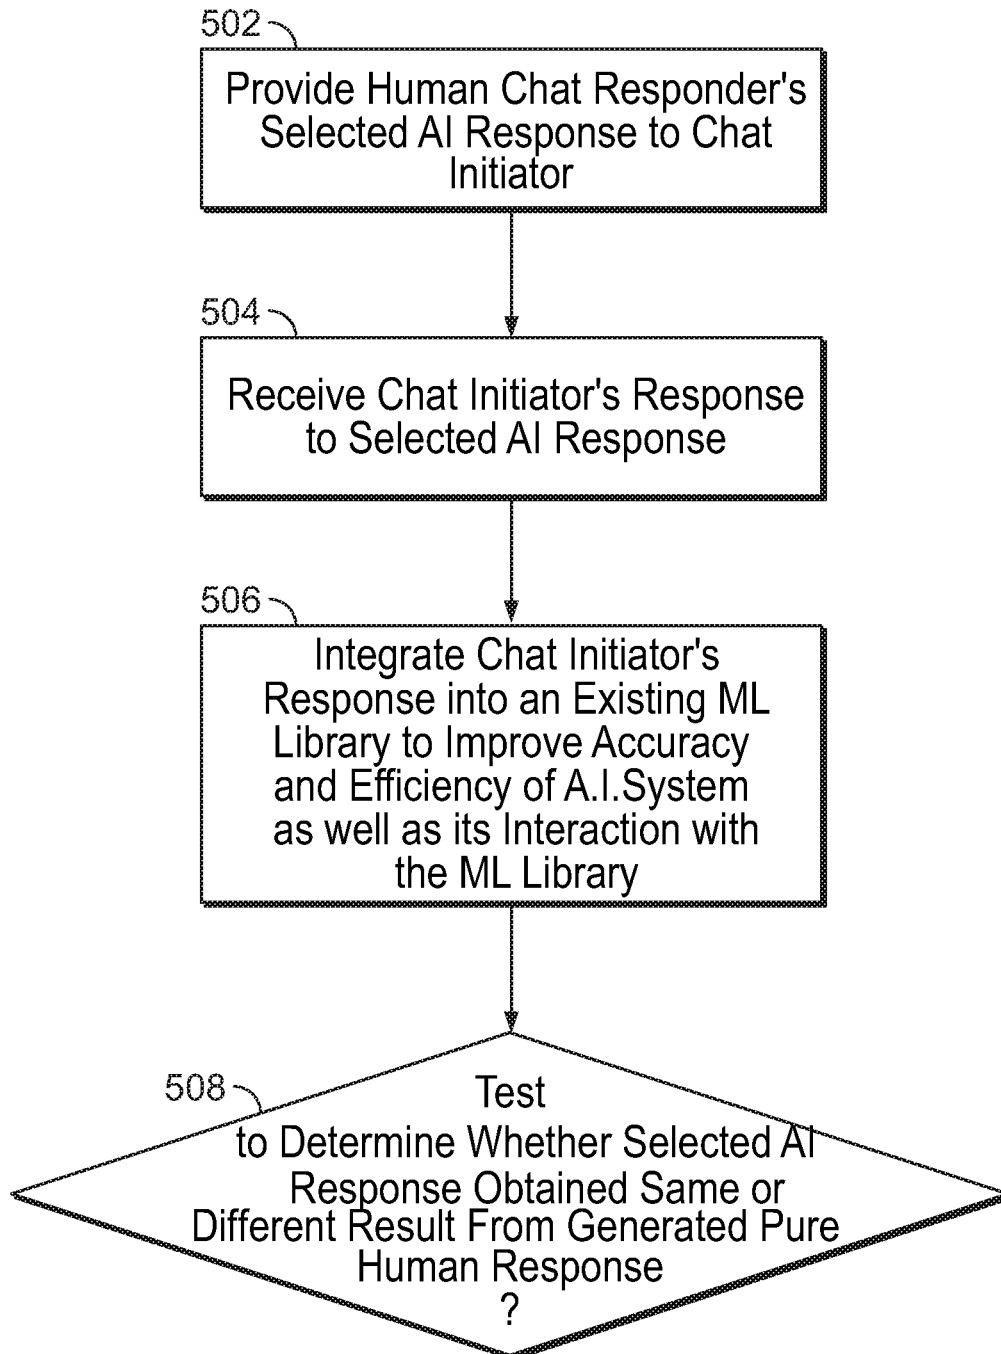 502
Provide Human Chat Responder's
Selected AI Response to Chat
Initiator
504
Receive Chat Initiator's Response
to Selected AI Response
506
Integrate Chat Initiator's
Response into an Existing ML
Library to Improve Accuracy
and Efficiency of A.I.System
as well as its Interaction with
the ML Library
508
Test
to Determine Whether Selected AI
Response Obtained Same or
Different Result From Generated Pure
Human Response
?